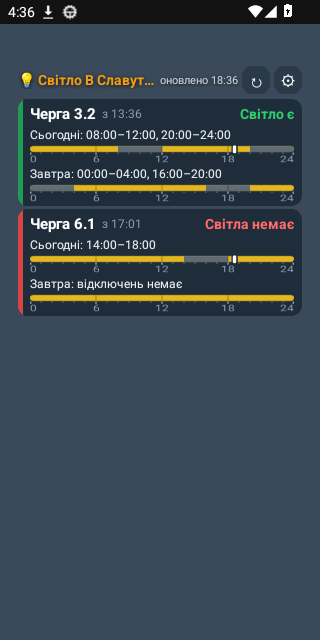 4:36
Світло В Славут… оновлено 18:36
Черга 3.2 з 13:36 Світло є
Сьогодні: 08:00–12:00, 20:00–24:00
0 6 12 18 24
Завтра: 00:00–04:00, 16:00–20:00
0 6 12 18 24
Черга 6.1 з 17:01 Світла немає
Сьогодні: 14:00–18:00
0 6 12 18 24
Завтра: відключень немає
0 6 12 18 24